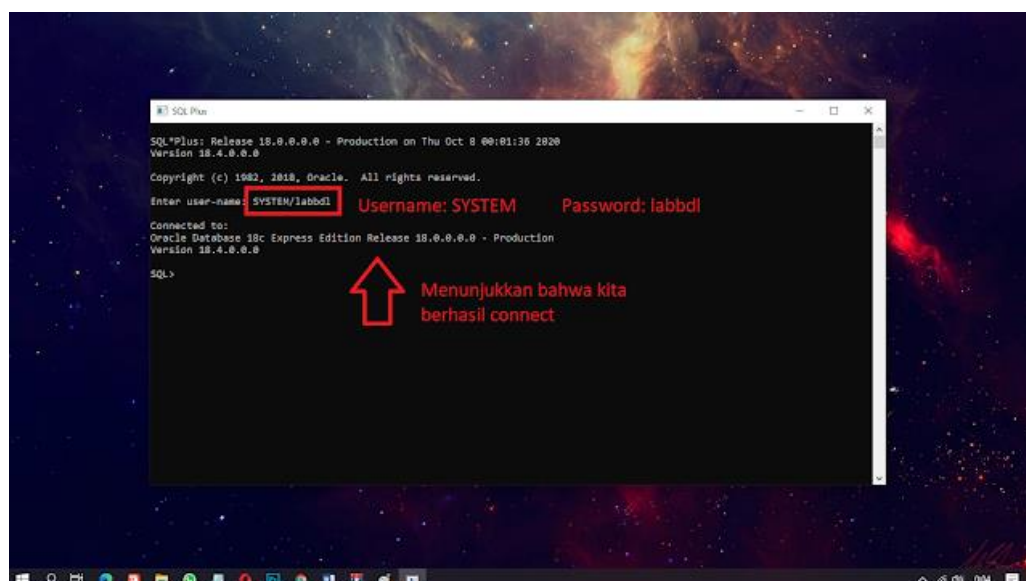 SQL Plus
SQL*Plus: Release 18.0.0.0.0 - Production on Thu Oct 8 00:01:36 2020
Version 18.4.0.0.0
Copyright (c) 1982, 2018, Oracle.  All rights reserved.
Enter user-name: SYSTEM/labbdl
Username: SYSTEM
Password: labbdl
Connected to:
Oracle Database 18c Express Edition Release 18.0.0.0.0 - Production
Version 18.4.0.0.0
SQL>
Menunjukkan bahwa kita
berhasil connect